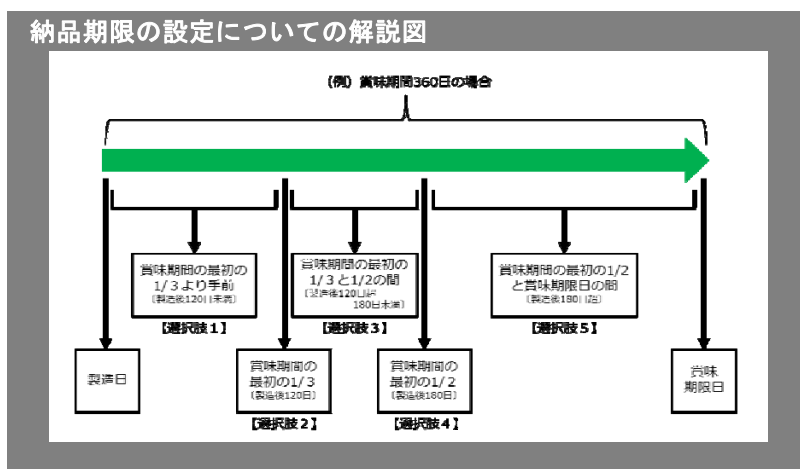 納品期限の設定についての解説図
（例）賞味期間360日の場合
賞味期間の最初の
1/3より手前
（製造後120日未満）
【選択肢１】
賞味期間の最初の
1/3と1/2の間
（製造後120日超
180日未満）
【選択肢３】
賞味期間の最初の1/2
と賞味期限日の間
（製造後180日超）
【選択肢５】
製造日
賞味期間の
最初の1/3
（製造後120日）
【選択肢２】
賞味期間の
最初の1/2
（製造後180日）
【選択肢４】
賞味
期限日